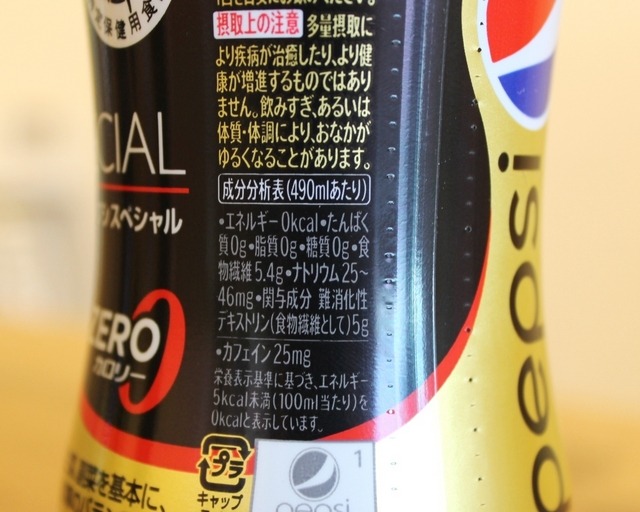 保健用食
摂取上の注意 多量摂取に
より疾病が治癒したり、より健
康が増進するものではあり
ません。飲みすぎ、あるいは
体質・体調により、おなかが
ゆるくなることがあります。
成分分析表(490mlあたり)
・エネルギー0kcal・たんぱく
質0g・脂質0g・糖質0g・食
物繊維5.4g・ナトリウム25~
46mg・関与成分 難消化性
デキストリン(食物繊維として)5g
・カフェイン25mg
栄養表示基準に基づき、エネルギー
5kcal未満(100ml当たり)を
0kcalと表示しています。
CIAL
スペシャル
ZERO
カロリー
0
菜を基本に、
プラ
キャップ
1
pepsi
pepsi
pe